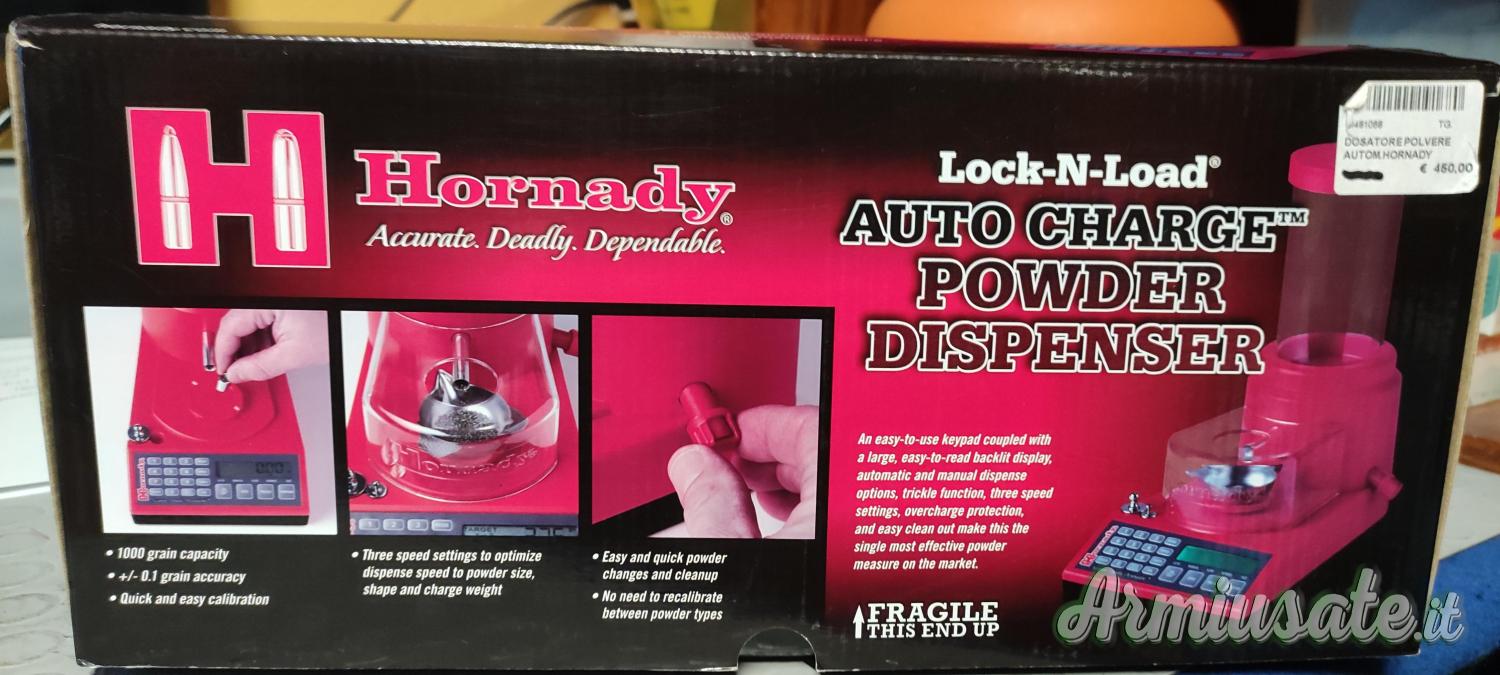 Hornady®
Accurate. Deadly. Dependable.
Lock-N-Load®
AUTO CHARGE™
POWDER
DISPENSER
481068 TG.
DOSATORE POLVERE
AUTOM.HORNADY
€ 450,00
Hornady
TARGET
• 1000 grain capacity
• +/- 0.1 grain accuracy
• Quick and easy calibration
• Three speed settings to optimize
dispense speed to powder size,
shape and charge weight
• Easy and quick powder
changes and cleanup
• No need to recalibrate
between powder types
An easy-to-use keypad coupled with
a large, easy-to-read backlit display,
automatic and manual dispense
options, trickle function, three speed
settings, overcharge protection,
and easy clean out make this the
single most effective powder
measure on the market.
FRAGILE
THIS END UP
Armiusate.it